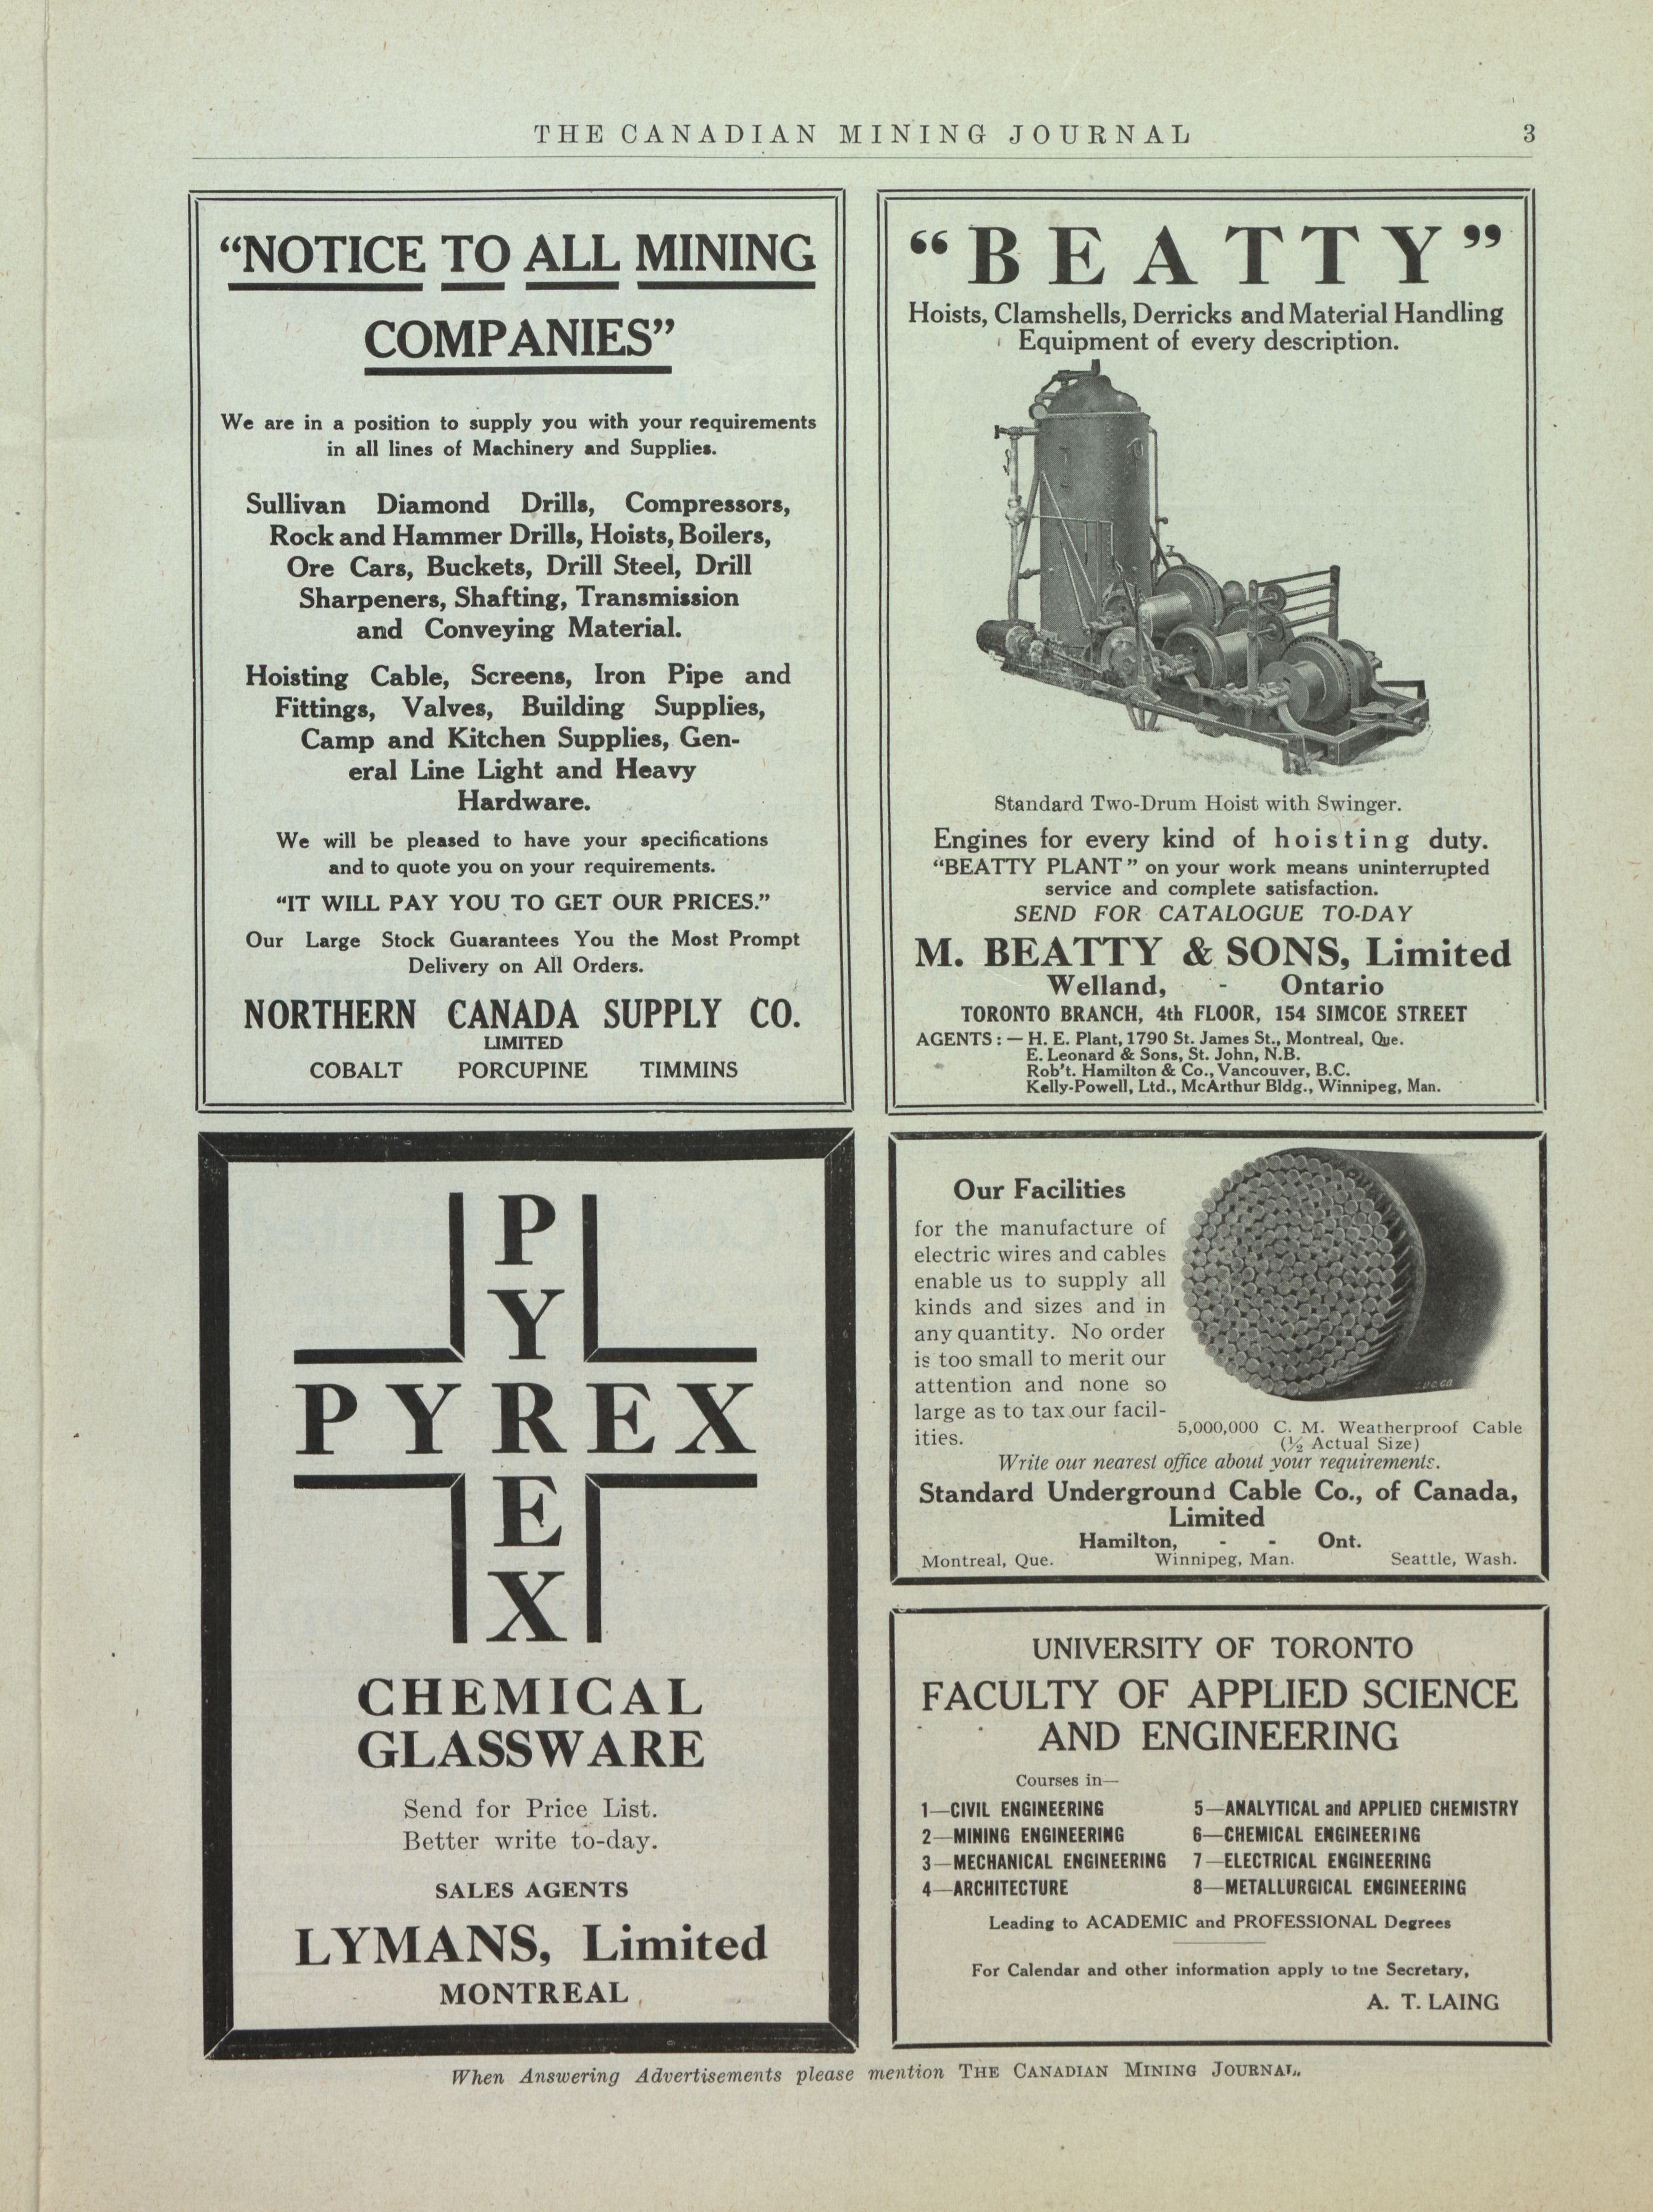 THE CANADIAN MINING JOURNAL 3
"NOTICE TO ALL MINING
COMPANIES"
We are in a position to supply you with your requirements
in all lines of Machinery and Supplies.
Sullivan Diamond Drills, Compressors,
Rock and Hammer Drills, Hoists, Boilers,
Ore Cars, Buckets, Drill Steel, Drill
Sharpeners, Shafting, Transmission
and Conveying Material.
Hoisting Cable, Screens, Iron Pipe and
Fittings, Valves, Building Supplies,
Camp and Kitchen Supplies, Gen-
eral Line Light and Heavy
Hardware.
We will be pleased to have your specifications
and to quote you on your requirements.
"IT WILL PAY YOU TO GET OUR PRICES."
Our Large Stock Guarantees You the Most Prompt
Delivery on All Orders.
NORTHERN CANADA SUPPLY CO.
LIMITED
COBALT PORCUPINE TIMMINS
"BEATTY"
Hoists, Clamshells, Derricks and Material Handling
Equipment of every description.
Standard Two-Drum Hoist with Swinger.
Engines for every kind of hoisting duty.
"BEATTY PLANT" on your work means uninterrupted
service and complete satisfaction.
SEND FOR CATALOGUE TO-DAY
M. BEATTY & SONS, Limited
Welland, - Ontario
TORONTO BRANCH, 4th FLOOR, 154 SIMCOE STREET
AGENTS:—H. E. Plant, 1790 St. James St., Montreal, Que.
E. Leonard & Sons, St. John, N.B.
Rob't. Hamilton & Co., Vancouver, B.C.
Kelly-Powell, Ltd., McArthur Bldg., Winnipeg, Man.
P
Y
PYREX
E
X
CHEMICAL
GLASSWARE
Send for Price List.
Better write to-day.
SALES AGENTS
LYMANS, Limited
MONTREAL
Our Facilities
for the manufacture of
electric wires and cables
enable us to supply all
kinds and sizes and in
any quantity. No order
is too small to merit our
attention and none so
large as to tax our facil-
ities.
5,000,000 C. M. Weatherproof Cable
(½ Actual Size)
Write our nearest office about your requirements.
Standard Underground Cable Co., of Canada,
Limited
Hamilton, - - Ont.
Montreal, Que. Winnipeg, Man. Seattle, Wash.
UNIVERSITY OF TORONTO
FACULTY OF APPLIED SCIENCE
AND ENGINEERING
Courses in—
1—CIVIL ENGINEERING
2—MINING ENGINEERING
3—MECHANICAL ENGINEERING
4—ARCHITECTURE
5—ANALYTICAL and APPLIED CHEMISTRY
6—CHEMICAL ENGINEERING
7—ELECTRICAL ENGINEERING
8—METALLURGICAL ENGINEERING
Leading to ACADEMIC and PROFESSIONAL Degrees
For Calendar and other information apply to the Secretary,
A. T. LAING
When Answering Advertisements please mention THE CANADIAN MINING JOURNAL.